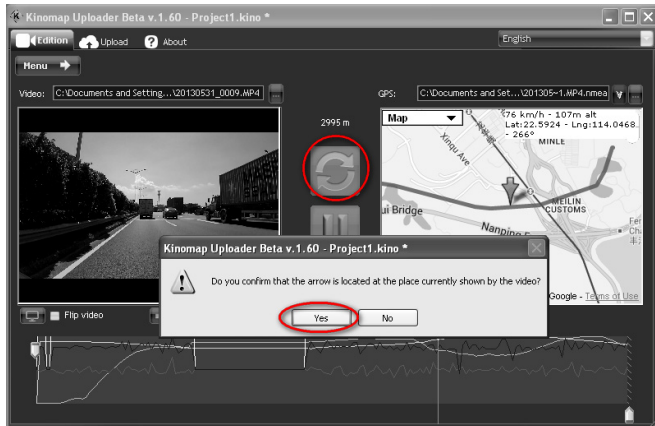 Kinomap Uploader Beta v.1.60 - Project1.kino *
Edition
Upload
? About
English
Menu
Video:
C:\Documents and Setting...\20130531_0009.MP4
...
GPS:
C:\Documents and Set...\201305~1.MP4.nmea
...
2995 m
Map
76 km/h - 107m alt
Lat:22.5924 - Lng:114.0468
- 266°
MINLE
Xinqu Ave
MEILIN
CUSTOMS
ui Bridge
Nanping
Kinomap Uploader Beta v.1.60 - Project1.kino *
Do you confirm that the arrow is located at the place currently shown by the video?
Yes
No
Google - Terms of Use
Flip video